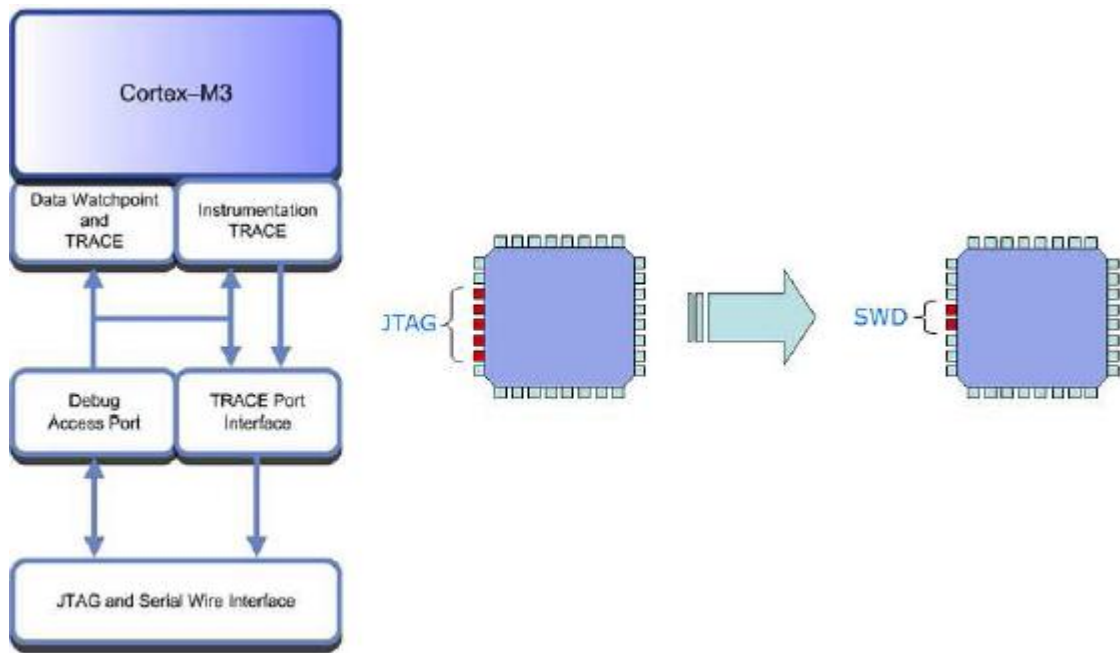 Cortex–M3
Data Watchpoint
and
TRACE
Instrumentation
TRACE
Debug
Access Port
TRACE Port
Interface
JTAG and Serial Wire Interface
JTAG
SWD